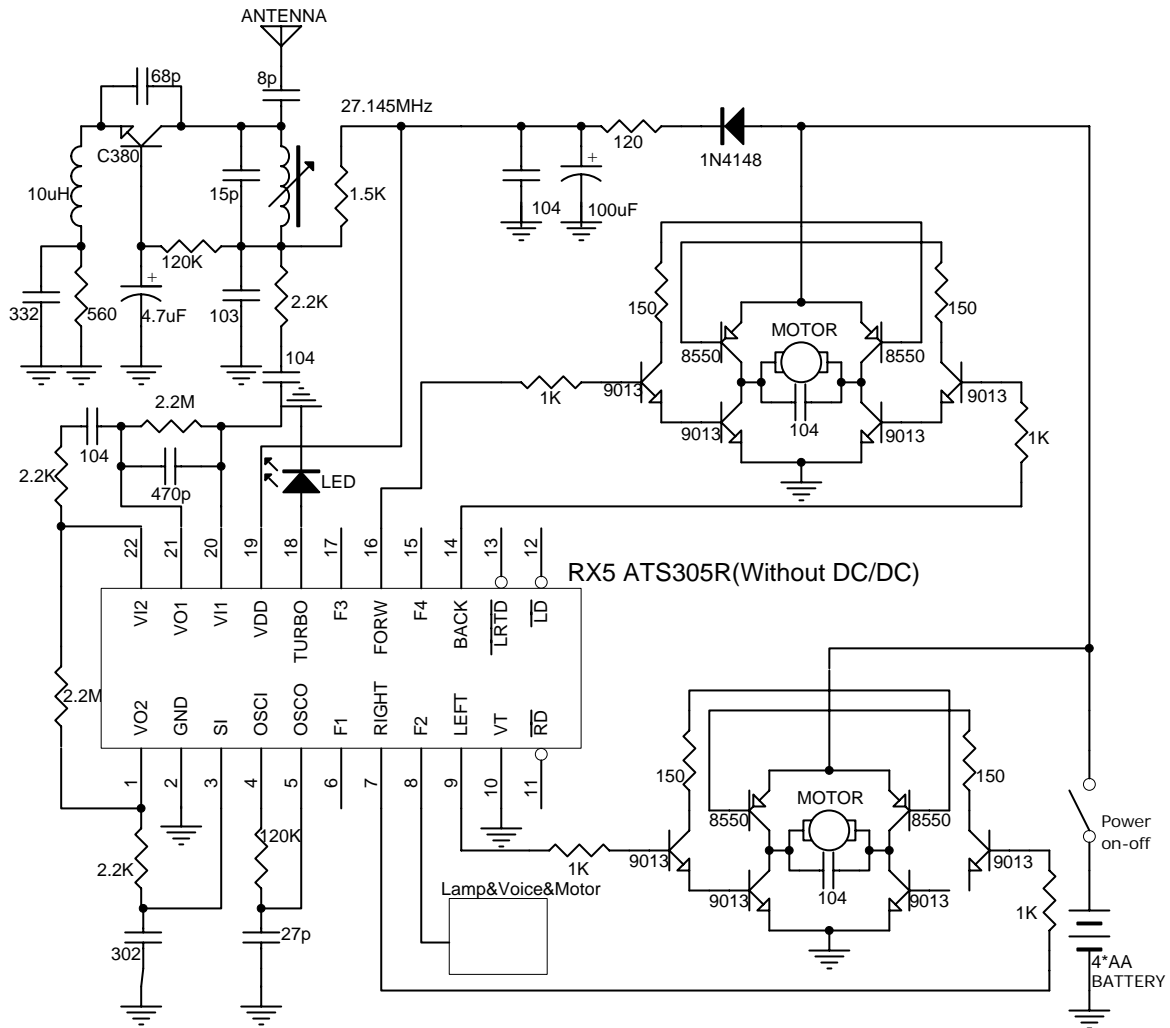 ANTENNA
68p
8p
27.145MHz
C380
120
1N4148
10uH
15p
1.5K
104
+
100uF
120K
+
332
560
4.7uF
103
2.2K
150
150
MOTOR
8550
8550
104
2.2M
1K
9013
9013
104
9013
9013
1K
104
2.2K
470p
LED
22
21
20
19
18
17
16
15
14
13
12
RX5 ATS305R(Without DC/DC)
VI2
VO1
VI1
VDD
TURBO
F3
FORW
F4
BACK
LRTD
LD
2.2M
VO2
GND
SI
OSCI
OSCO
F1
RIGHT
F2
LEFT
VT
RD
1
2
3
4
5
6
7
8
9
10
11
150
150
MOTOR
8550
8550
Power
on-off
120K
2.2K
1K
9013
9013
104
Lamp&Voice&Motor
9013
9013
1K
302
27p
4*AA
BATTERY